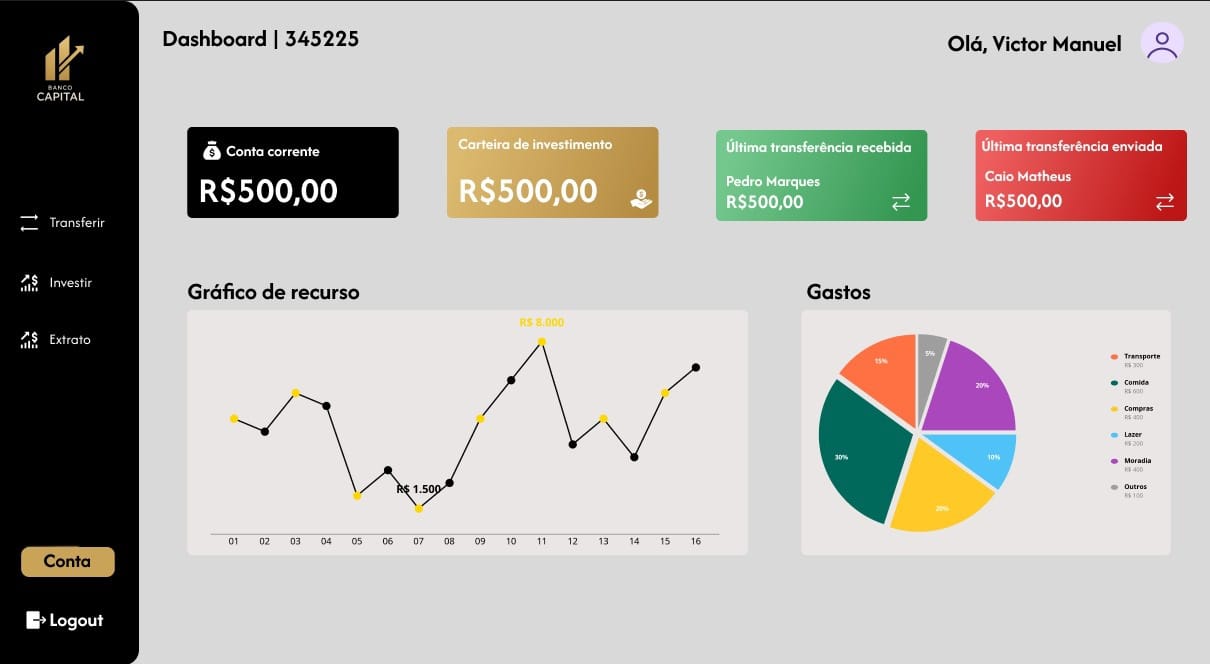 BANCO
CAPITAL
Dashboard | 345225
Olá, Victor Manuel
Conta corrente
R$500,00
Carteira de investimento
R$500,00
Última transferência recebida
Pedro Marques
R$500,00
Última transferência enviada
Caio Matheus
R$500,00
Transferir
Investir
Extrato
Conta
Logout
Gráfico de recurso
R$ 8.000
R$ 1.500
01 02 03 04 05 06 07 08 09 10 11 12 13 14 15 16
Gastos
15%
5%
20%
30%
10%
20%
Transporte
R$ 300
Comida
R$ 600
Compras
R$ 400
Lazer
R$ 200
Moradia
R$ 400
Outros
R$ 100